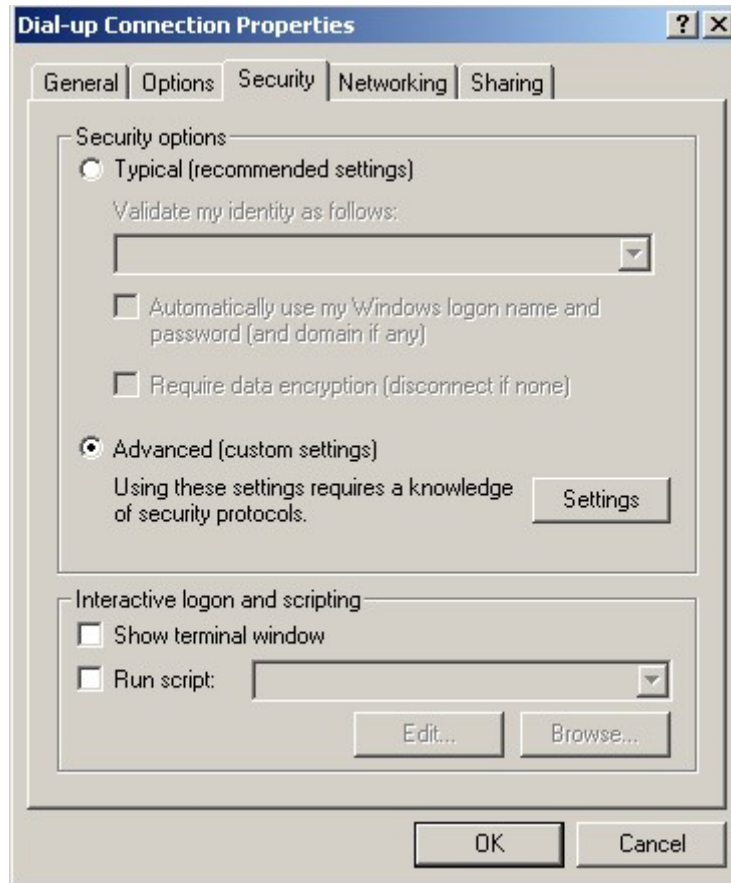 Dial-up Connection Properties
General Options Security Networking Sharing
Security options
Typical (recommended settings)
Validate my identity as follows:
Automatically use my Windows logon name and
password (and domain if any)
Require data encryption (disconnect if none)
Advanced (custom settings)
Using these settings requires a knowledge
of security protocols.
Settings
Interactive logon and scripting
Show terminal window
Run script:
Edit... Browse...
OK Cancel